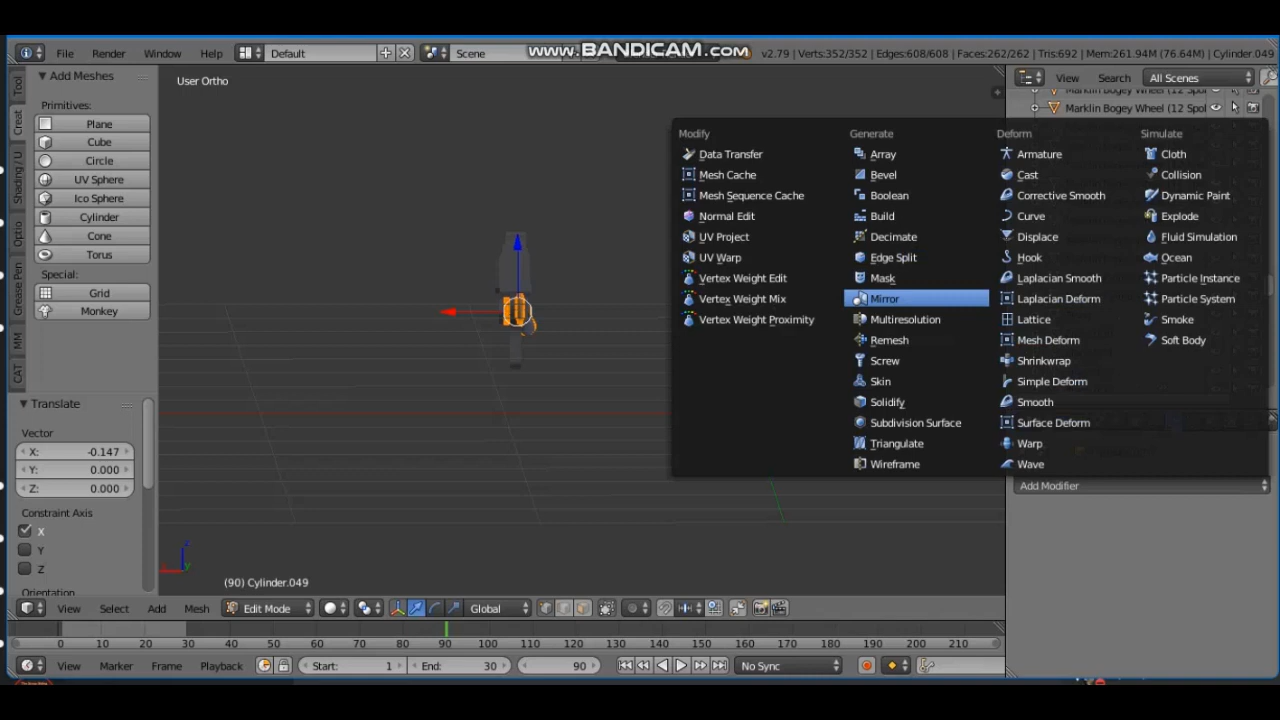 File Render Window Help Default Scene www.BANDICAM.com v2.79 | Verts:352/352 | Edges:608/608 | Faces:262/262 | Tris:692 | Mem:261.94M (76.64M) | Cylinder.049
Add Meshes
Primitives:
Plane
Cube
Circle
UV Sphere
Ico Sphere
Cylinder
Cone
Torus
Special:
Grid
Monkey
Tool
Creat
Shading / U
Optio
Grease Pen
MM
CAT
Translate
Vector
X: -0.147
Y: 0.000
Z: 0.000
Constraint Axis
X
Y
Z
Orientation
User Ortho
(90) Cylinder.049
View Search All Scenes
Marklin Bogey Wheel (12 Spol
Marklin Bogey Wheel (12 Spol
Modify
Data Transfer
Mesh Cache
Mesh Sequence Cache
Normal Edit
UV Project
UV Warp
Vertex Weight Edit
Vertex Weight Mix
Vertex Weight Proximity
Generate
Array
Bevel
Boolean
Build
Decimate
Edge Split
Mask
Mirror
Multiresolution
Remesh
Screw
Skin
Solidify
Subdivision Surface
Triangulate
Wireframe
Deform
Armature
Cast
Corrective Smooth
Curve
Displace
Hook
Laplacian Smooth
Laplacian Deform
Lattice
Mesh Deform
Shrinkwrap
Simple Deform
Smooth
Surface Deform
Warp
Wave
Simulate
Cloth
Collision
Dynamic Paint
Explode
Fluid Simulation
Ocean
Particle Instance
Particle System
Smoke
Soft Body
Add Modifier
View Select Add Mesh Edit Mode Global
0 10 20 30 40 50 60 70 80 90 100 110 120 130 140 150 160 170 180 190 200 210
View Marker Frame Playback Start: 1 End: 30 90 No Sync